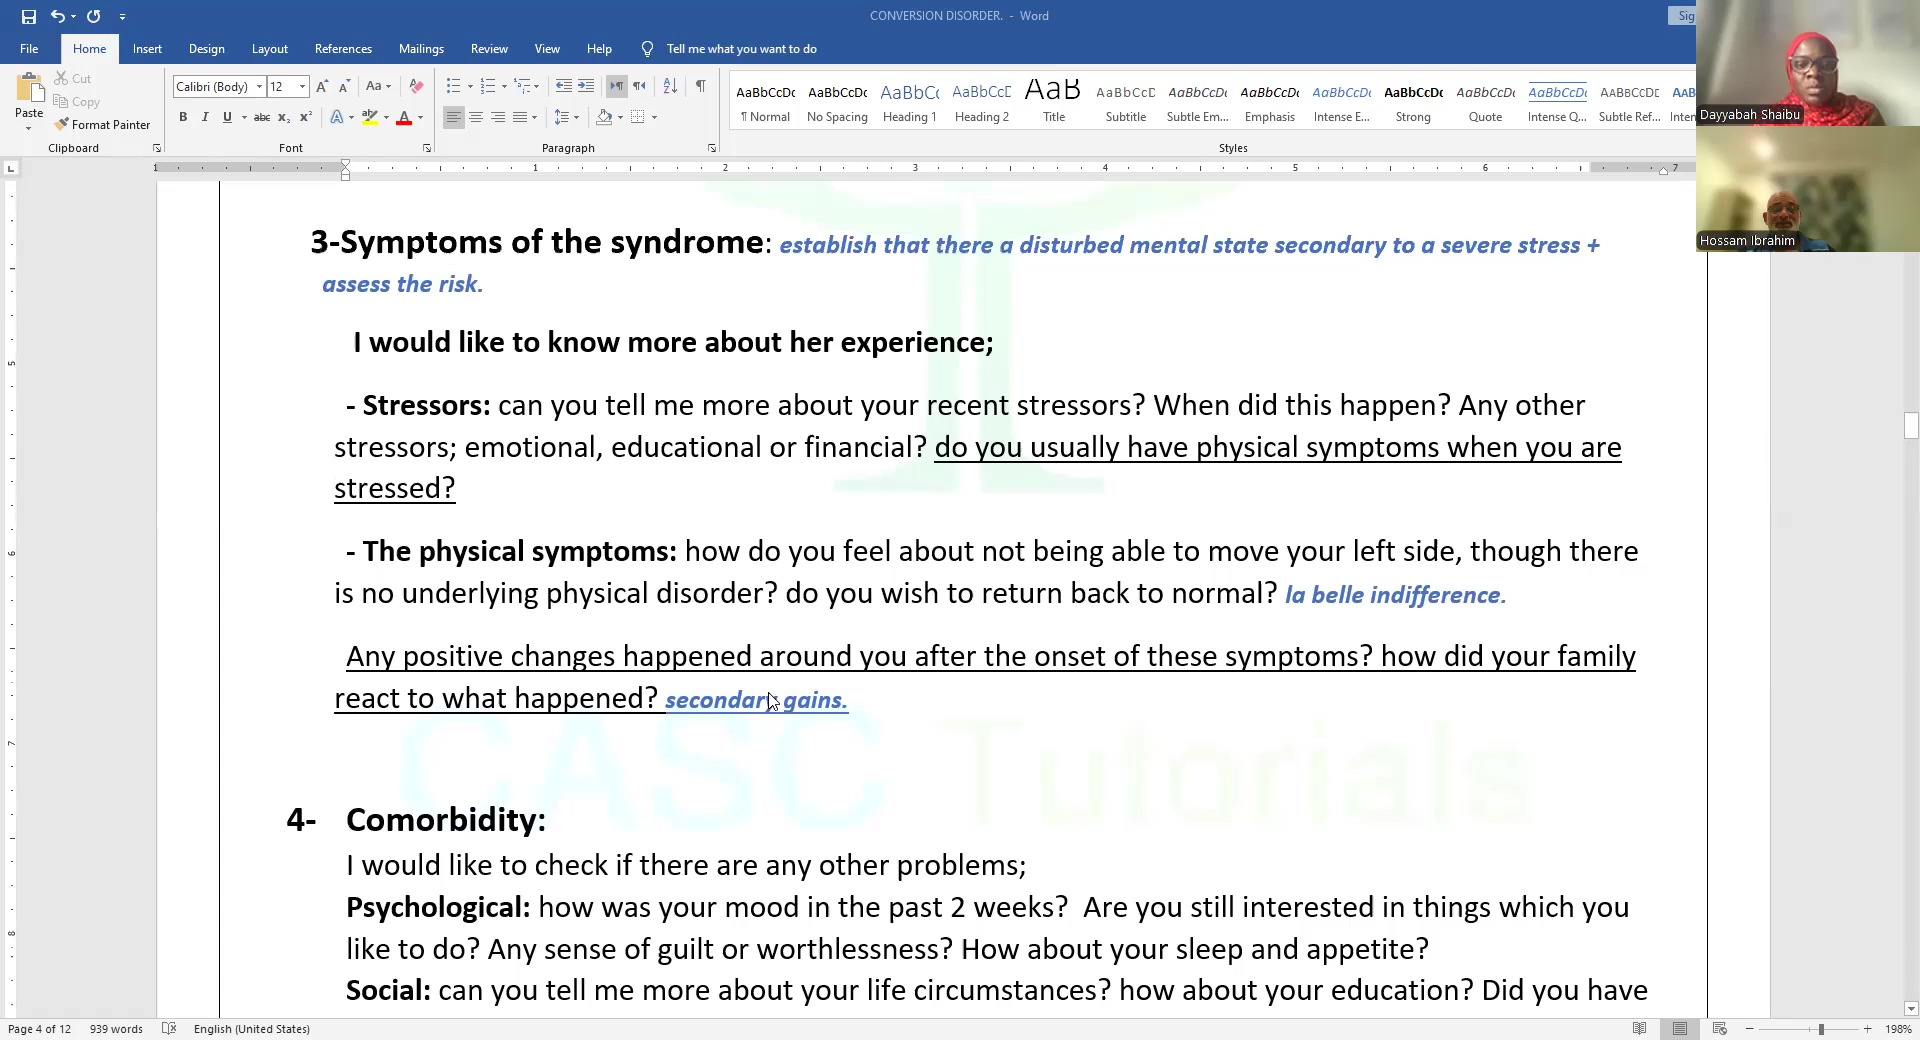 CONVERSION DISORDER. - Word
Sig
File Home Insert Design Layout References Mailings Review View Help Tell me what you want to do
Paste
Cut
Copy
Format Painter
Clipboard
Calibri (Body) 12
Font
Paragraph
AaBbCcDc AaBbCcDc AaBbCc AaBbCcC AaB AaBbCcC AaBbCcDc AaBbCcDc AaBbCcDc AaBbCcDc AaBbCcDc AaBbCcDc AABBCCDC AAB
¶ Normal No Spacing Heading 1 Heading 2 Title Subtitle Subtle Em... Emphasis Intense E... Strong Quote Intense Q... Subtle Ref...
Styles
Dayyabah Shaibu
Hossam Ibrahim
1 1 2 3 4 5 6 7
3-Symptoms of the syndrome: establish that there a disturbed mental state secondary to a severe stress +
assess the risk.
I would like to know more about her experience;
- Stressors: can you tell me more about your recent stressors? When did this happen? Any other
stressors; emotional, educational or financial? do you usually have physical symptoms when you are
stressed?
- The physical symptoms: how do you feel about not being able to move your left side, though there
is no underlying physical disorder? do you wish to return back to normal? la belle indifference.
Any positive changes happened around you after the onset of these symptoms? how did your family
react to what happened? secondary gains.
CASC Tutorials
4- Comorbidity:
I would like to check if there are any other problems;
Psychological: how was your mood in the past 2 weeks? Are you still interested in things which you
like to do? Any sense of guilt or worthlessness? How about your sleep and appetite?
Social: can you tell me more about your life circumstances? how about your education? Did you have
Page 4 of 12 939 words English (United States) 198%